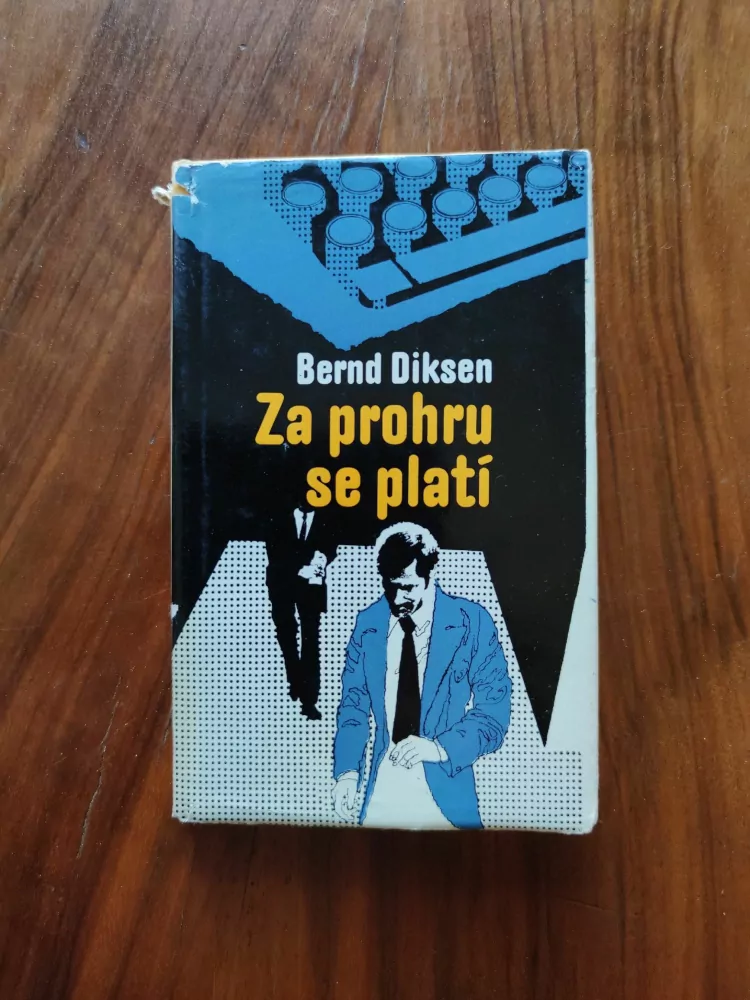 Bernd Diksen
Za prohru
se platí